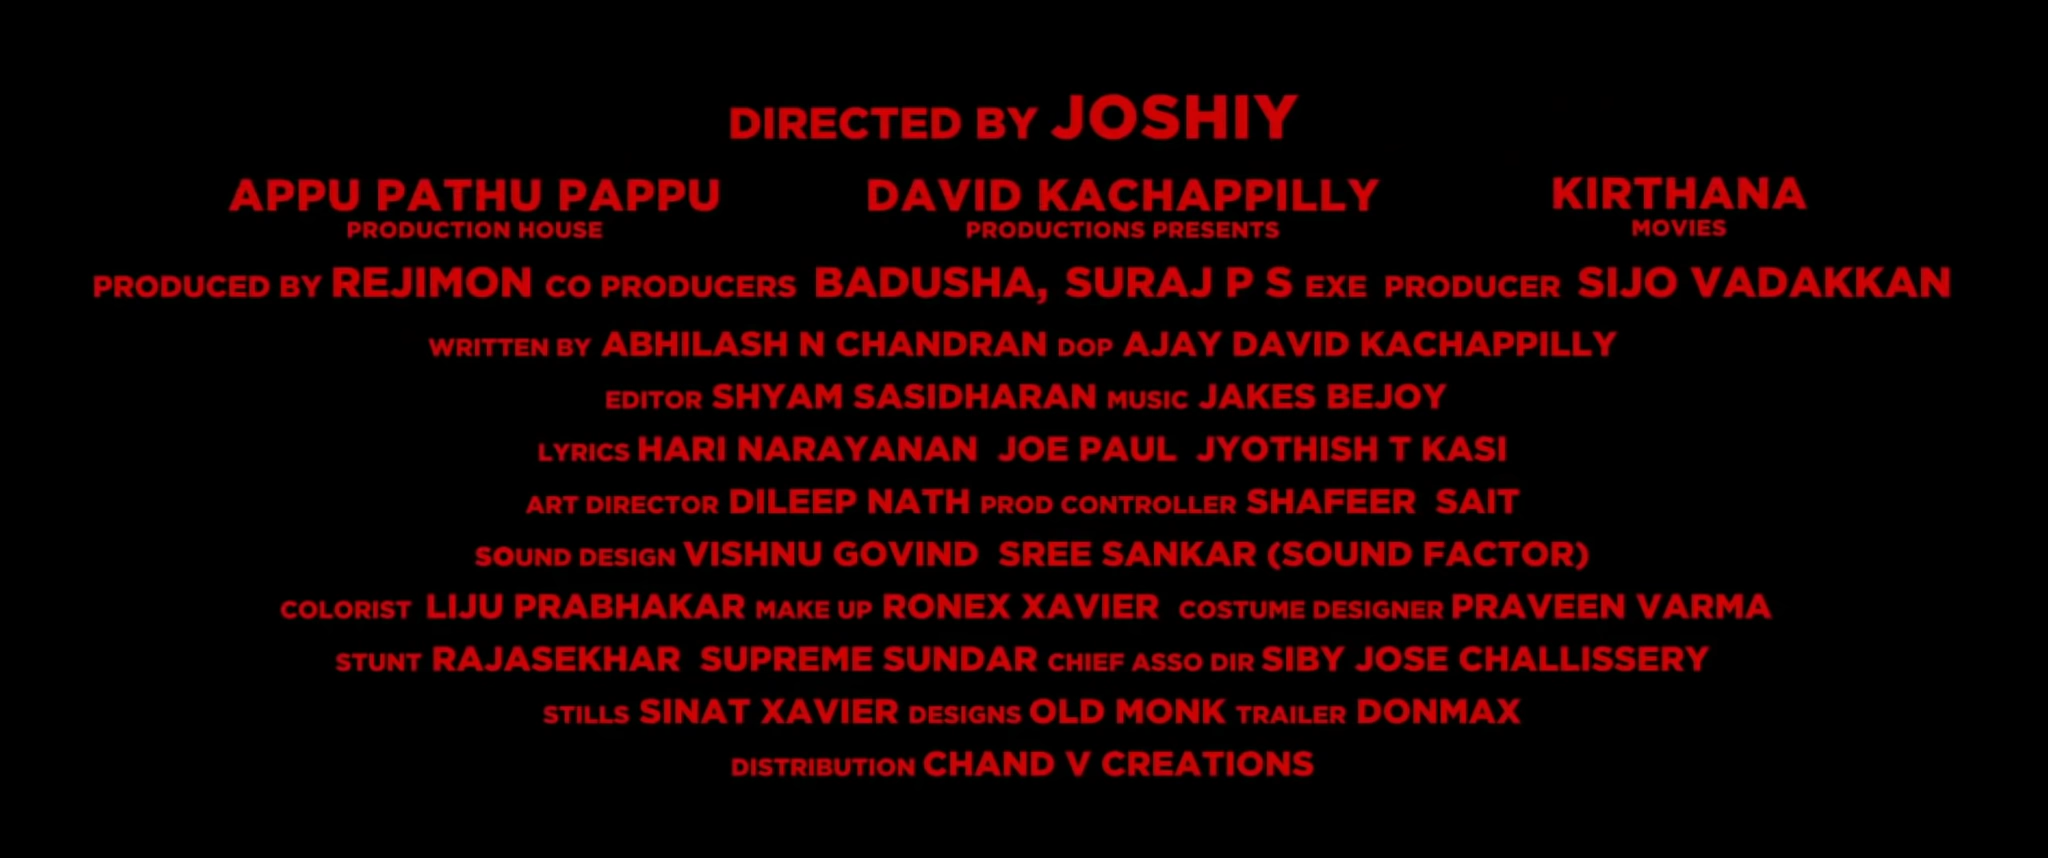 DIRECTED BY JOSHIY
APPU PATHU PAPPU DAVID KACHAPPILLY KIRTHANA
PRODUCTION HOUSE PRODUCTIONS PRESENTS MOVIES
PRODUCED BY REJIMON CO PRODUCERS BADUSHA, SURAJ P S EXE PRODUCER SIJO VADAKKAN
WRITTEN BY ABHILASH N CHANDRAN DOP AJAY DAVID KACHAPPILLY
EDITOR SHYAM SASIDHARAN MUSIC JAKES BEJOY
LYRICS HARI NARAYANAN JOE PAUL JYOTHISH T KASI
ART DIRECTOR DILEEP NATH PROD CONTROLLER SHAFEER SAIT
SOUND DESIGN VISHNU GOVIND SREE SANKAR (SOUND FACTOR)
COLORIST LIJU PRABHAKAR MAKE UP RONEX XAVIER COSTUME DESIGNER PRAVEEN VARMA
STUNT RAJASEKHAR SUPREME SUNDAR CHIEF ASSO DIR SIBY JOSE CHALLISSERY
STILLS SINAT XAVIER DESIGNS OLD MONK TRAILER DONMAX
DISTRIBUTION CHAND V CREATIONS